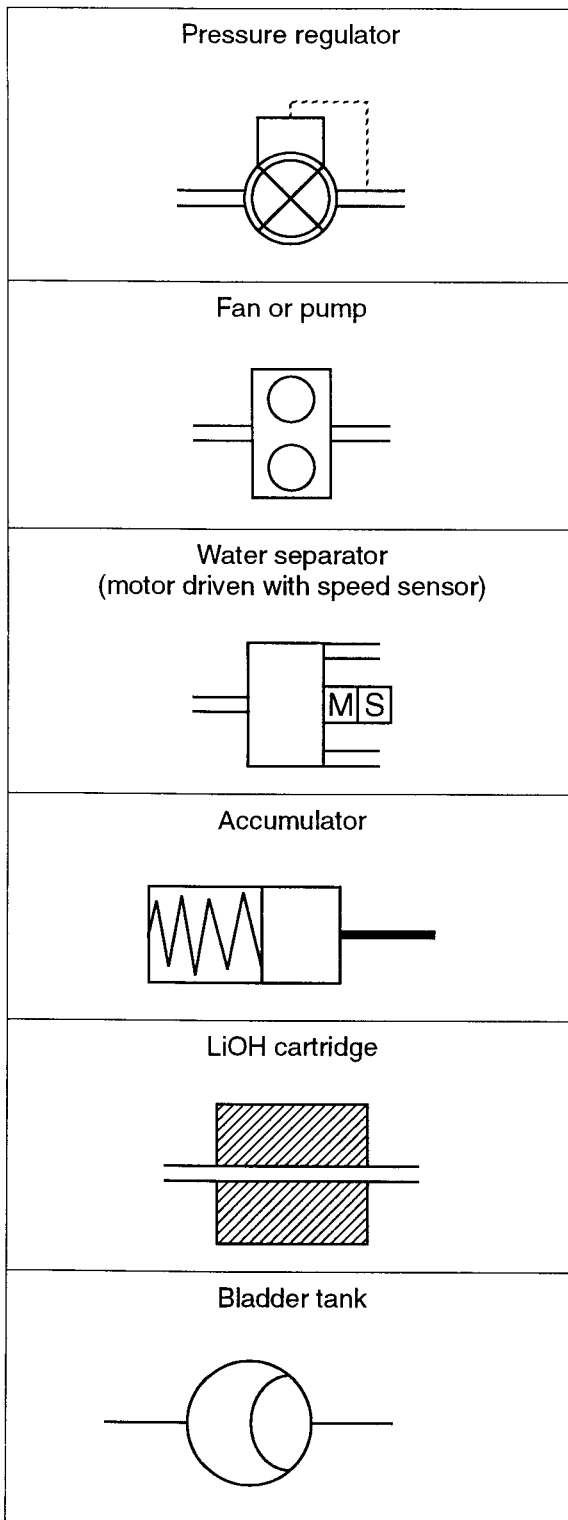 Pressure regulator
Fan or pump
Water separator
(motor driven with speed sensor)
M S
Accumulator
LiOH cartridge
Bladder tank